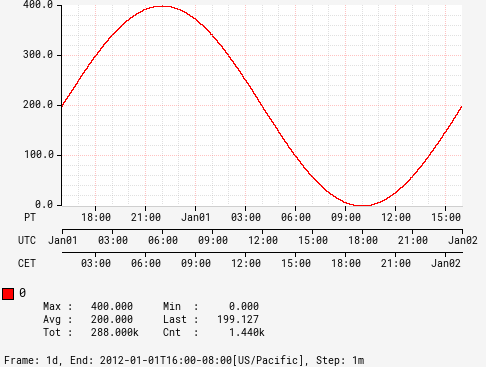 400.0
300.0
200.0
100.0
0.0
PT 18:00 21:00 Jan01 03:00 06:00 09:00 12:00 15:00
UTC Jan01 03:00 06:00 09:00 12:00 15:00 18:00 21:00 Jan02
CET 03:00 06:00 09:00 12:00 15:00 18:00 21:00 Jan02
0
Max : 400.000 Min : 0.000
Avg : 200.000 Last : 199.127
Tot : 288.000k Cnt : 1.440k
Frame: 1d, End: 2012-01-01T16:00-08:00[US/Pacific], Step: 1m